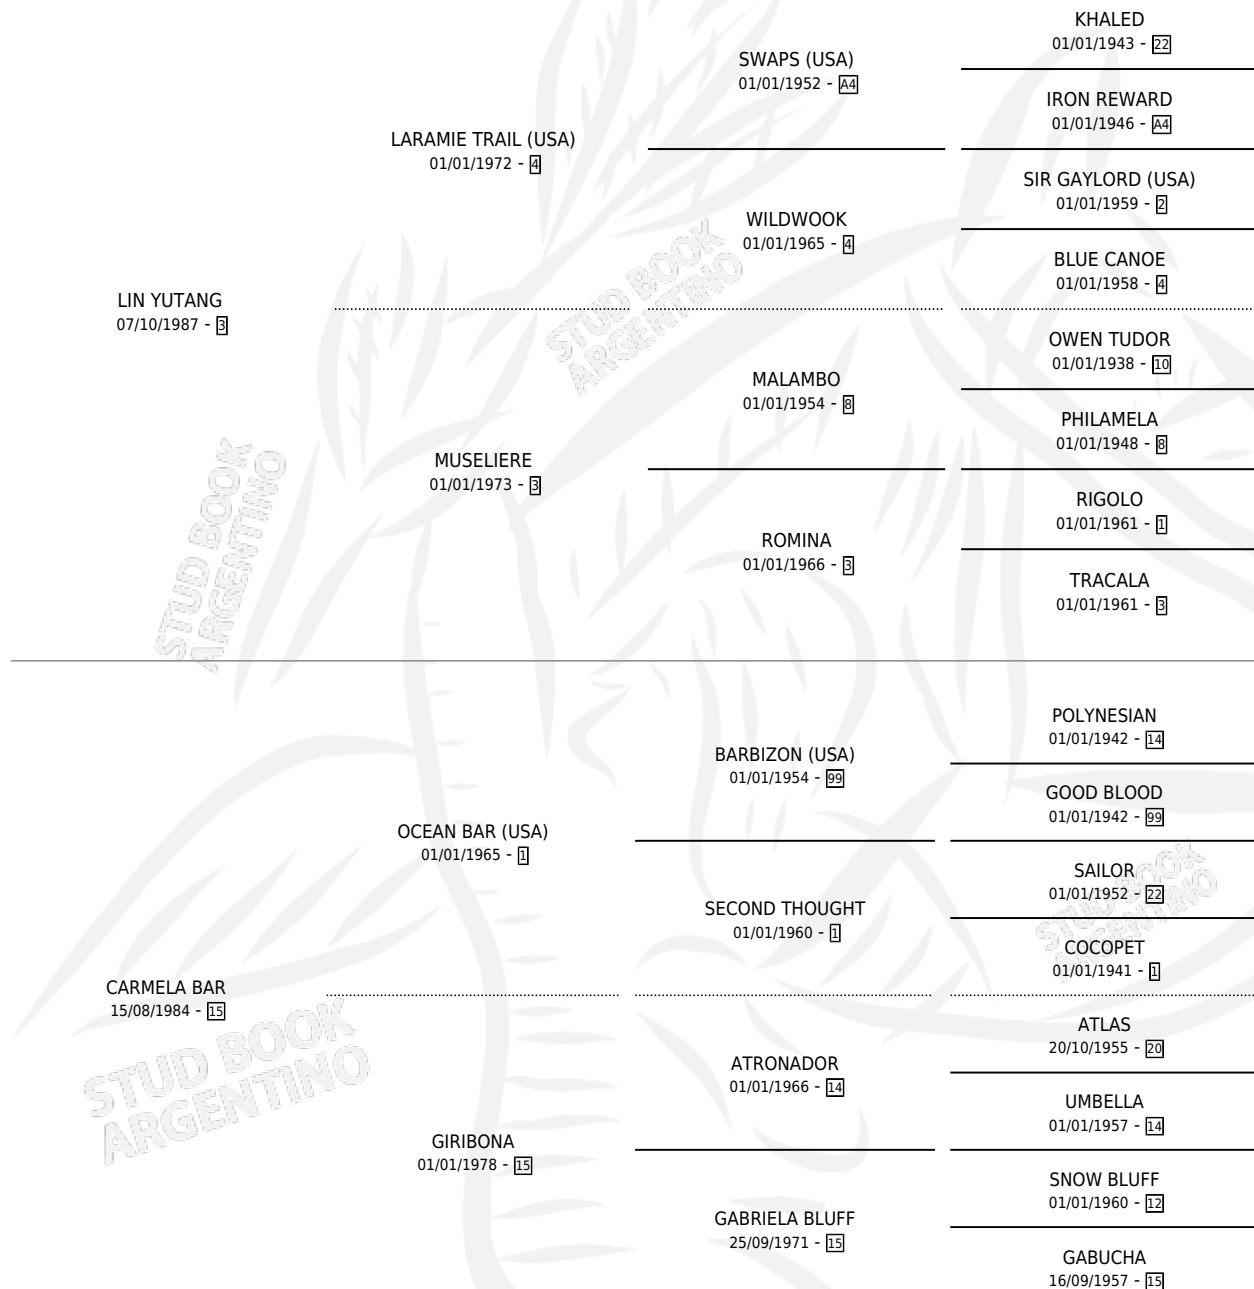 KHALED
01/01/1943 - 22
SWAPS (USA)
01/01/1952 - A4
IRON REWARD
01/01/1946 - A4
LARAMIE TRAIL (USA)
01/01/1972 - 4
SIR GAYLORD (USA)
01/01/1959 - 2
WILDWOOK
01/01/1965 - 4
BLUE CANOE
01/01/1958 - 4
LIN YUTANG
07/10/1987 - 3
STUD BOOK
ARGENTINO
OWEN TUDOR
01/01/1938 - 10
MALAMBO
01/01/1954 - 8
PHILAMELA
01/01/1948 - 8
MUSELIERE
01/01/1973 - 3
RIGOLO
01/01/1961 - 1
ROMINA
01/01/1966 - 3
TRACALA
01/01/1961 - 3
STUD BOOK
ARGENTINO
POLYNESIAN
01/01/1942 - 14
BARBIZON (USA)
01/01/1954 - 99
GOOD BLOOD
01/01/1942 - 99
OCEAN BAR (USA)
01/01/1965 - 1
SAILOR
01/01/1952 - 22
SECOND THOUGHT
01/01/1960 - 1
COCOPET
01/01/1941 - 1
STUD BOOK
ARGENTINO
CARMELA BAR
15/08/1984 - 15
STUD BOOK
ARGENTINO
ATLAS
20/10/1955 - 20
ATRONADOR
01/01/1966 - 14
UMBELLA
01/01/1957 - 14
GIRIBONA
01/01/1978 - 15
SNOW BLUFF
01/01/1960 - 12
GABRIELA BLUFF
25/09/1971 - 15
GABUCHA
16/09/1957 - 15